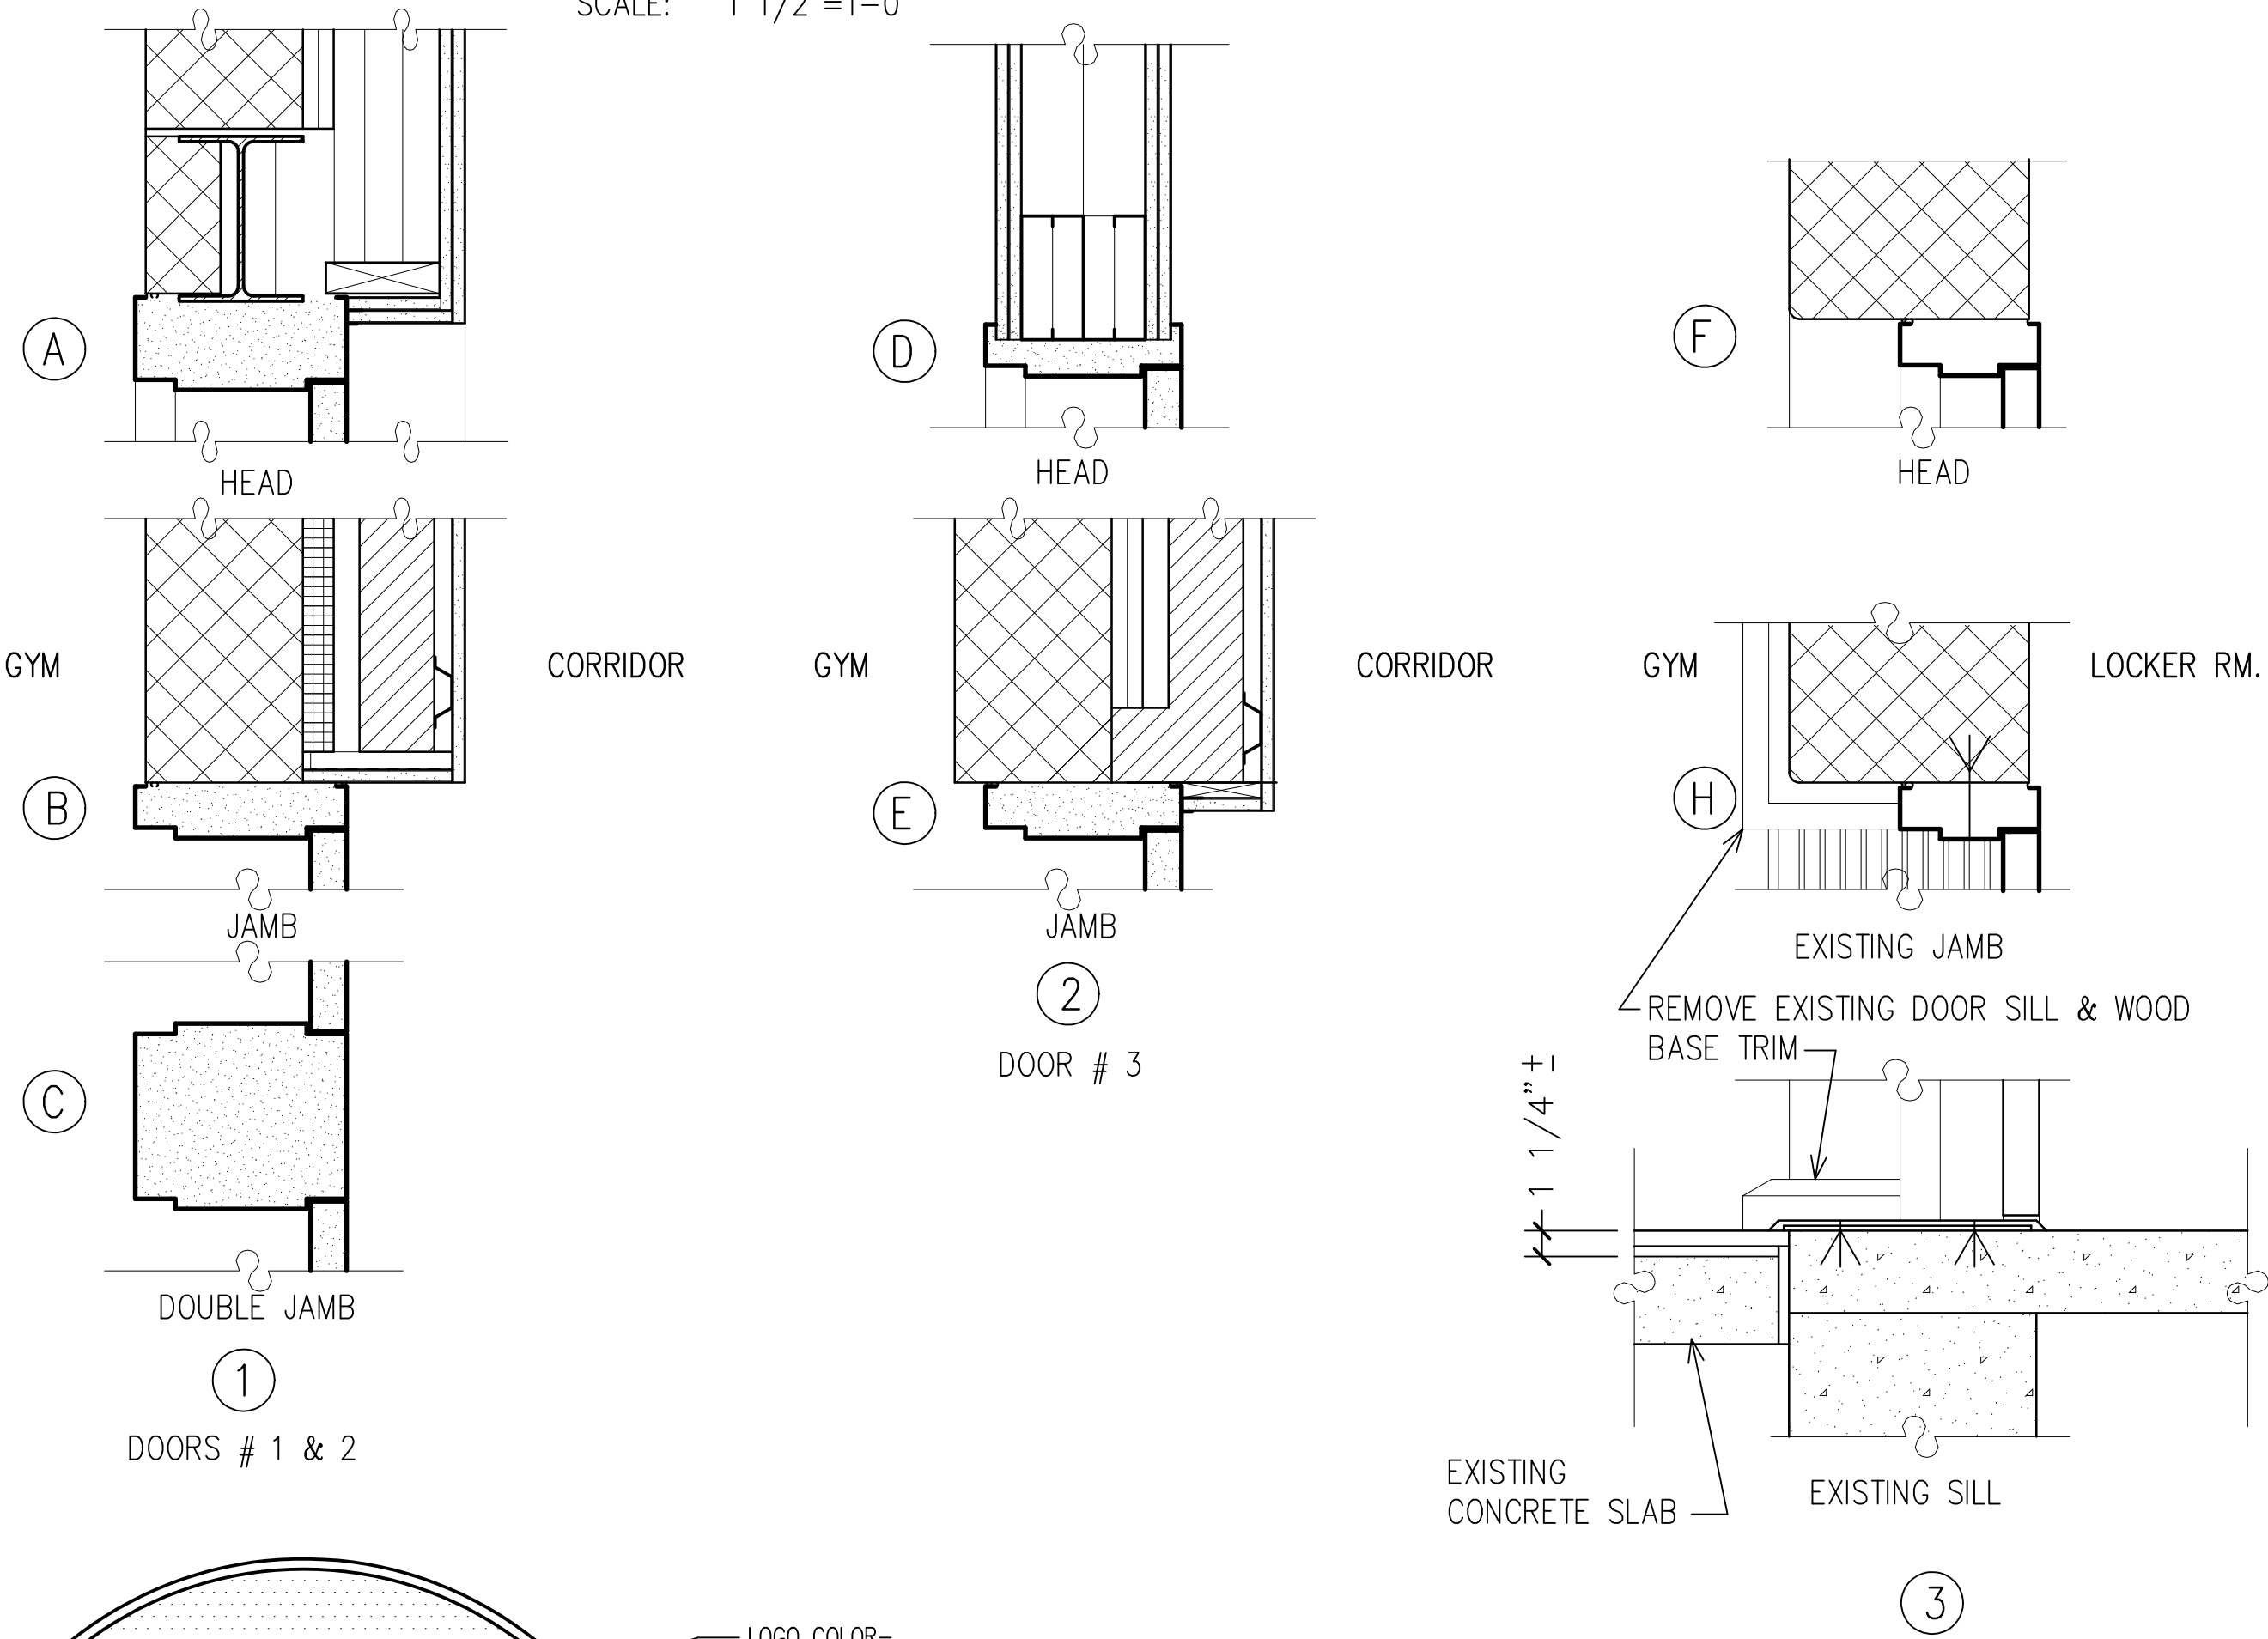 SCALE: 1 1/2"=1-0
A
HEAD
GYM
CORRIDOR
B
JAMB
C
DOUBLE JAMB
1
DOORS # 1 & 2
D
HEAD
GYM
CORRIDOR
E
JAMB
2
DOOR # 3
F
HEAD
GYM
LOCKER RM.
H
EXISTING JAMB
REMOVE EXISTING DOOR SILL & WOOD
BASE TRIM
1 1/4"±
EXISTING
CONCRETE SLAB
EXISTING SILL
3
LOGO COLOR-